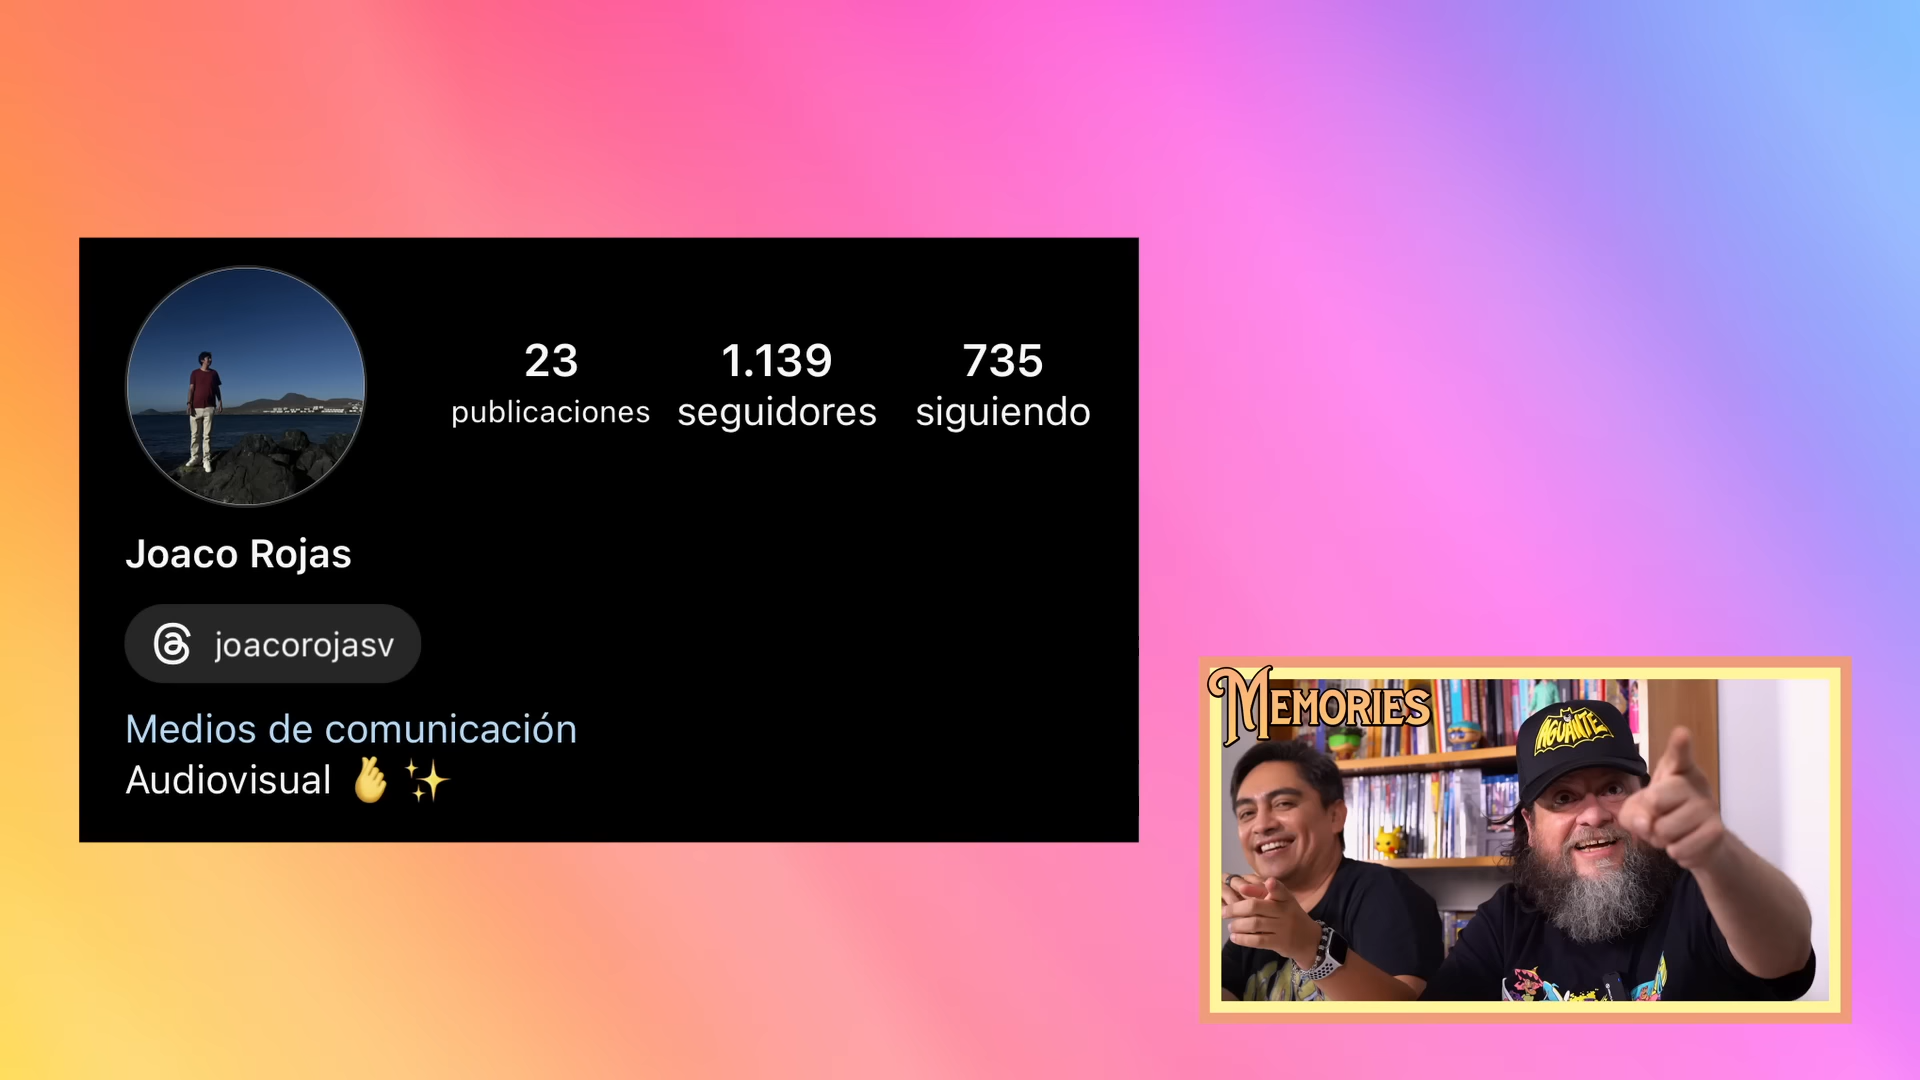 23 1.139 735
publicaciones seguidores siguiendo
Joaco Rojas
joacorojasv
Medios de comunicación
Audiovisual 🫰 ✨
MEMORIES
AGUANTE